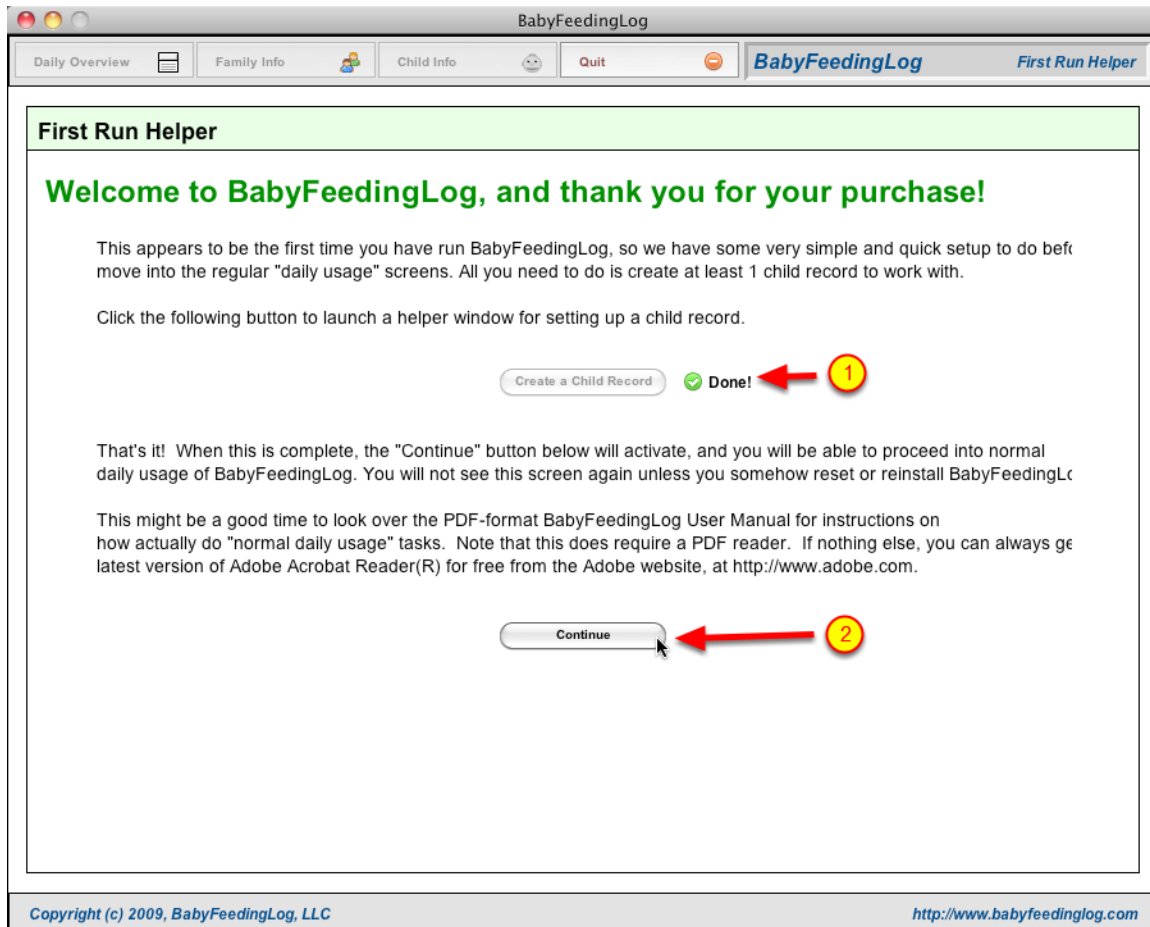 BabyFeedingLog
Daily Overview Family Info Child Info Quit BabyFeedingLog First Run Helper
First Run Helper
Welcome to BabyFeedingLog, and thank you for your purchase!
This appears to be the first time you have run BabyFeedingLog, so we have some very simple and quick setup to do befo
move into the regular "daily usage" screens. All you need to do is create at least 1 child record to work with.
Click the following button to launch a helper window for setting up a child record.
Create a Child Record Done! 1
That's it! When this is complete, the "Continue" button below will activate, and you will be able to proceed into normal
daily usage of BabyFeedingLog. You will not see this screen again unless you somehow reset or reinstall BabyFeedingLo
This might be a good time to look over the PDF-format BabyFeedingLog User Manual for instructions on
how actually do "normal daily usage" tasks. Note that this does require a PDF reader. If nothing else, you can always ge
latest version of Adobe Acrobat Reader(R) for free from the Adobe website, at http://www.adobe.com.
Continue 2
Copyright (c) 2009, BabyFeedingLog, LLC http://www.babyfeedinglog.com